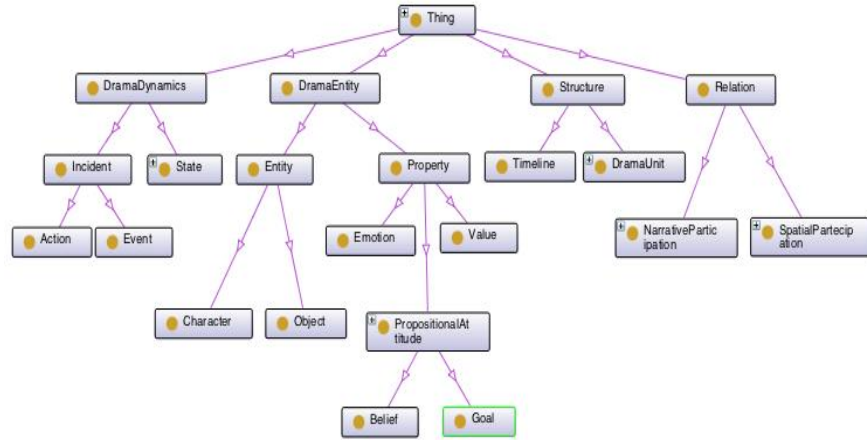 Thing
DramaDynamics
DramaEntity
Structure
Relation
Incident
State
Entity
Property
Timeline
DramaUnit
Action
Event
Emotion
Value
NarrativePartic
ipation
SpatialPartecip
ation
Character
Object
PropositionalAt
titude
Belief
Goal